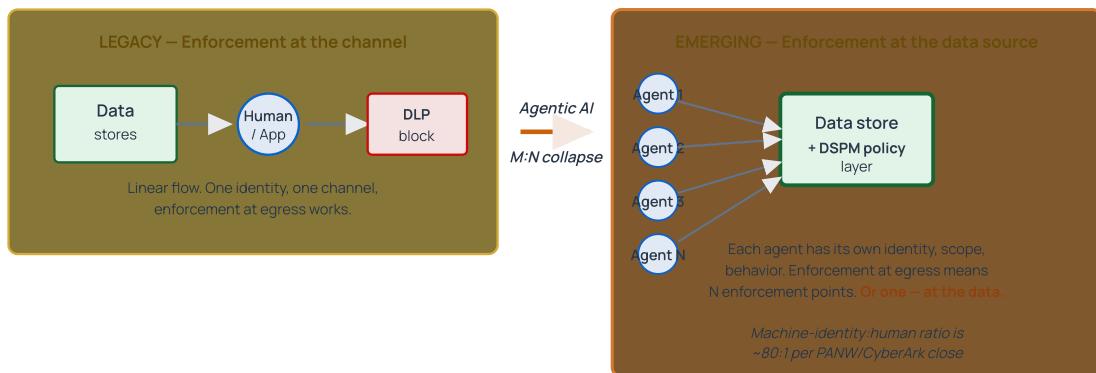 LEGACY — Enforcement at the channel
Data
stores
Human
/ App
DLP
block
Linear flow. One identity, one channel,
enforcement at egress works.
Agentic AI
M:N collapse
EMERGING — Enforcement at the data source
Agent 1
Agent 2
Agent 3
Agent N
Data store
+ DSPM policy
layer
Each agent has its own identity, scope,
behavior. Enforcement at egress means
N enforcement points. Or one — at the data.
Machine-identity:human ratio is
~80:1 per PANW/CyberArk close